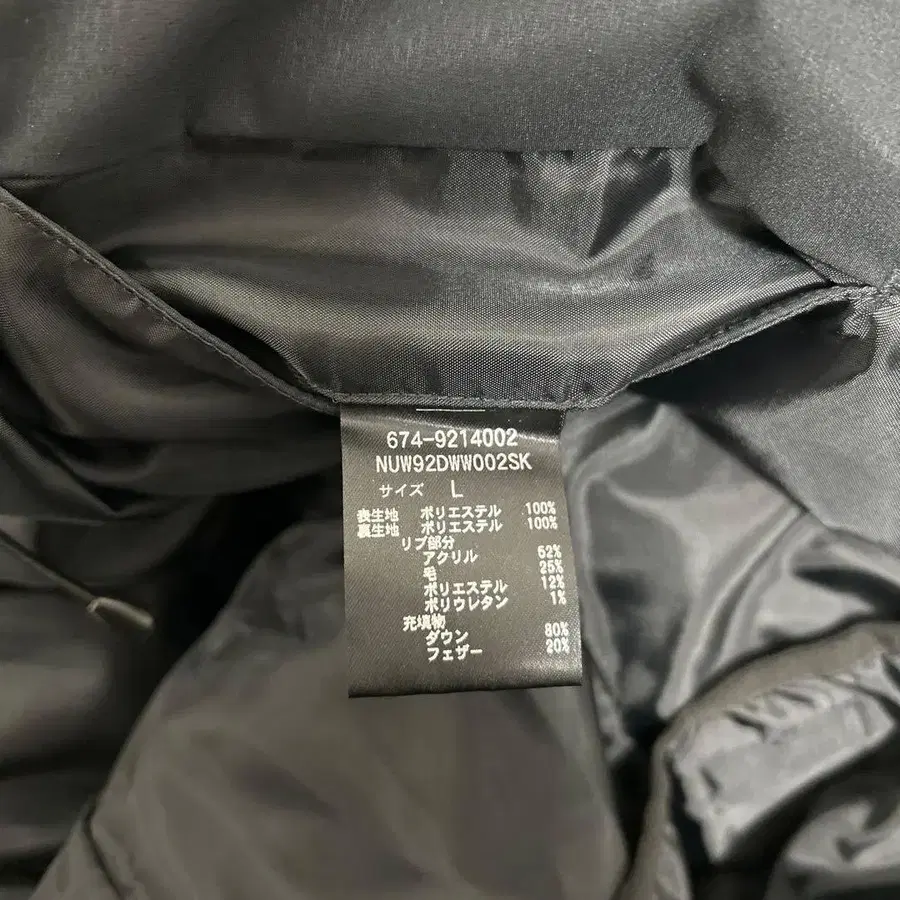 674-9214002
NUW92DWW002SK
サイズ L
表生地 ポリエステル 100%
裏生地 ポリエステル 100%
リブ部分
アクリル 62%
毛 25%
ポリエステル 12%
ポリウレタン 1%
充填物
ダウン 80%
フェザー 20%